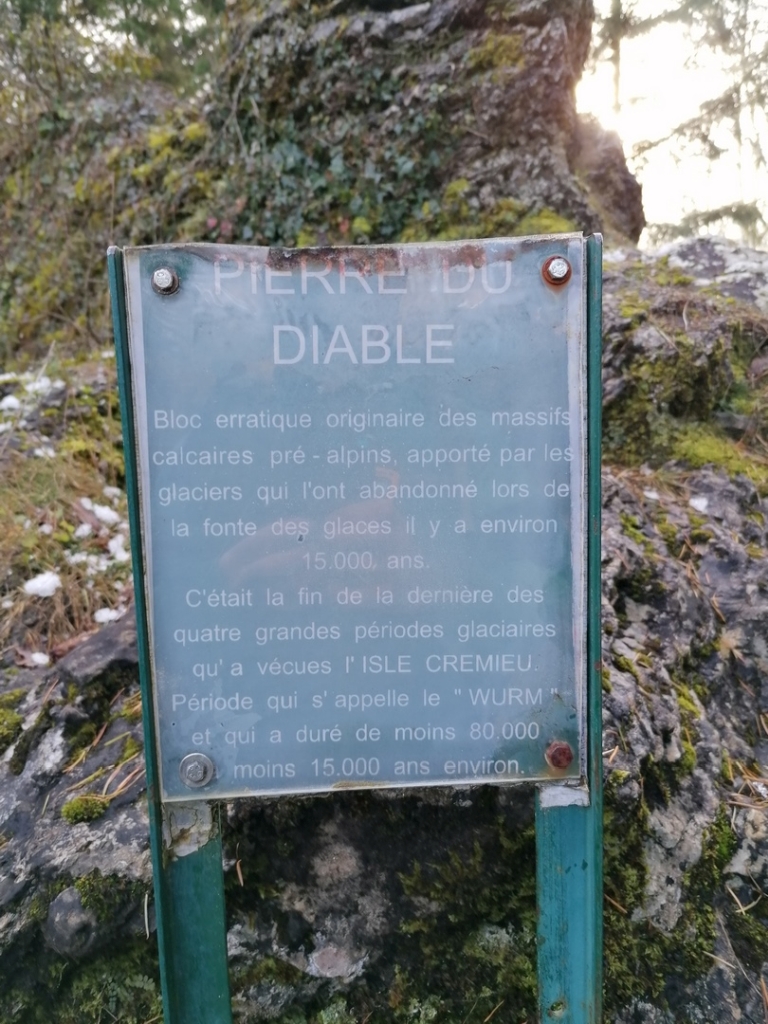 PIERRE DU
DIABLE
Bloc erratique originaire des massifs
calcaires pré - alpins, apporté par les
glaciers qui l'ont abandonné lors de
la fonte des glaces il y a environ
15.000 ans.
C'était la fin de la dernière des
quatre grandes périodes glaciaires
qu' a vécues l' ISLE CREMIEU.
Période qui s' appelle le " WURM "
et qui a duré de moins 80.000
moins 15.000 ans environ.